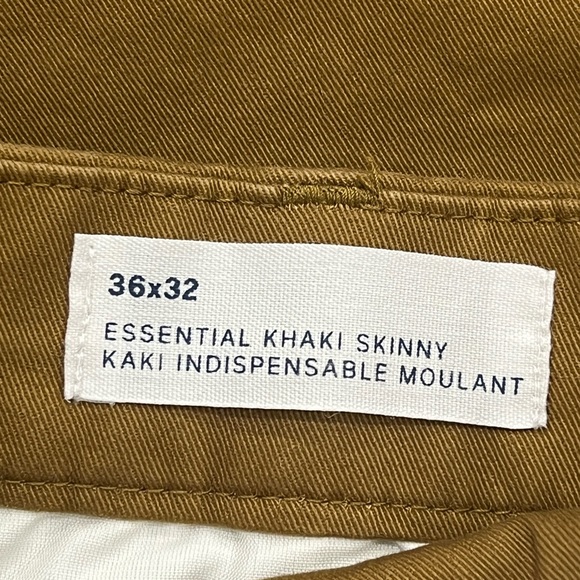 36x32
ESSENTIAL KHAKI SKINNY
KAKI INDISPENSABLE MOULANT